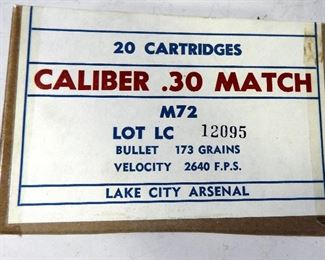 20 CARTRIDGES
CALIBER .30 MATCH
M72
LOT LC 12095
BULLET 173 GRAINS
VELOCITY 2640 F.P.S.
LAKE CITY ARSENAL